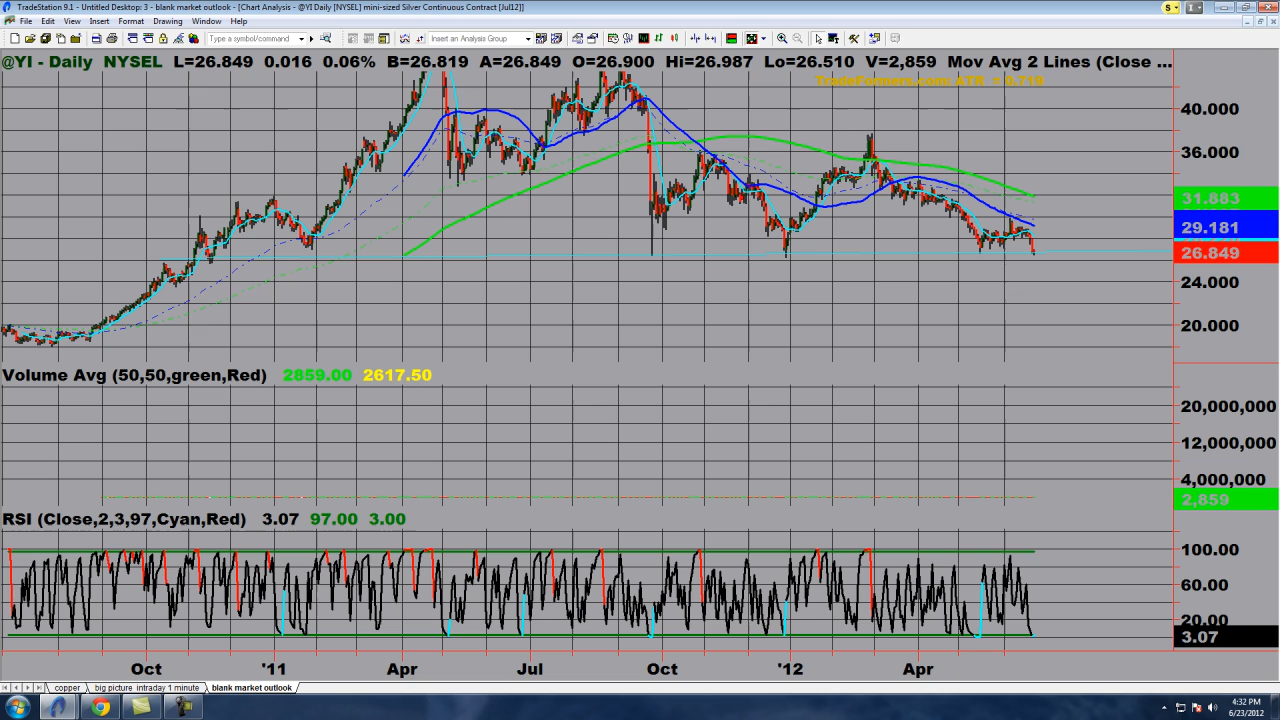 TradeStation 9.1 - Untitled Desktop: 3 - blank market outlook - [Chart Analysis - @YI Daily [NYSEL] mini-sized Silver Continuous Contract [Jul12]]
File Edit View Insert Format Drawing Window Help
Type a symbol/command
Insert an Analysis Group
@YI - Daily NYSEL L=26.849 0.016 0.06% B=26.819 A=26.849 O=26.900 Hi=26.987 Lo=26.510 V=2,859 Mov Avg 2 Lines (Close ...
TradeFormers.com: ATR = 0.719
40.000
36.000
31.883
29.181
26.849
24.000
20.000
Volume Avg (50,50,green,Red) 2859.00 2617.50
20,000,000
12,000,000
4,000,000
2,859
RSI (Close,2,3,97,Cyan,Red) 3.07 97.00 3.00
100.00
60.00
20.00
3.07
Oct '11 Apr Jul Oct '12 Apr
copper big picture intraday 1 minute blank market outlook
4:32 PM
6/23/2012